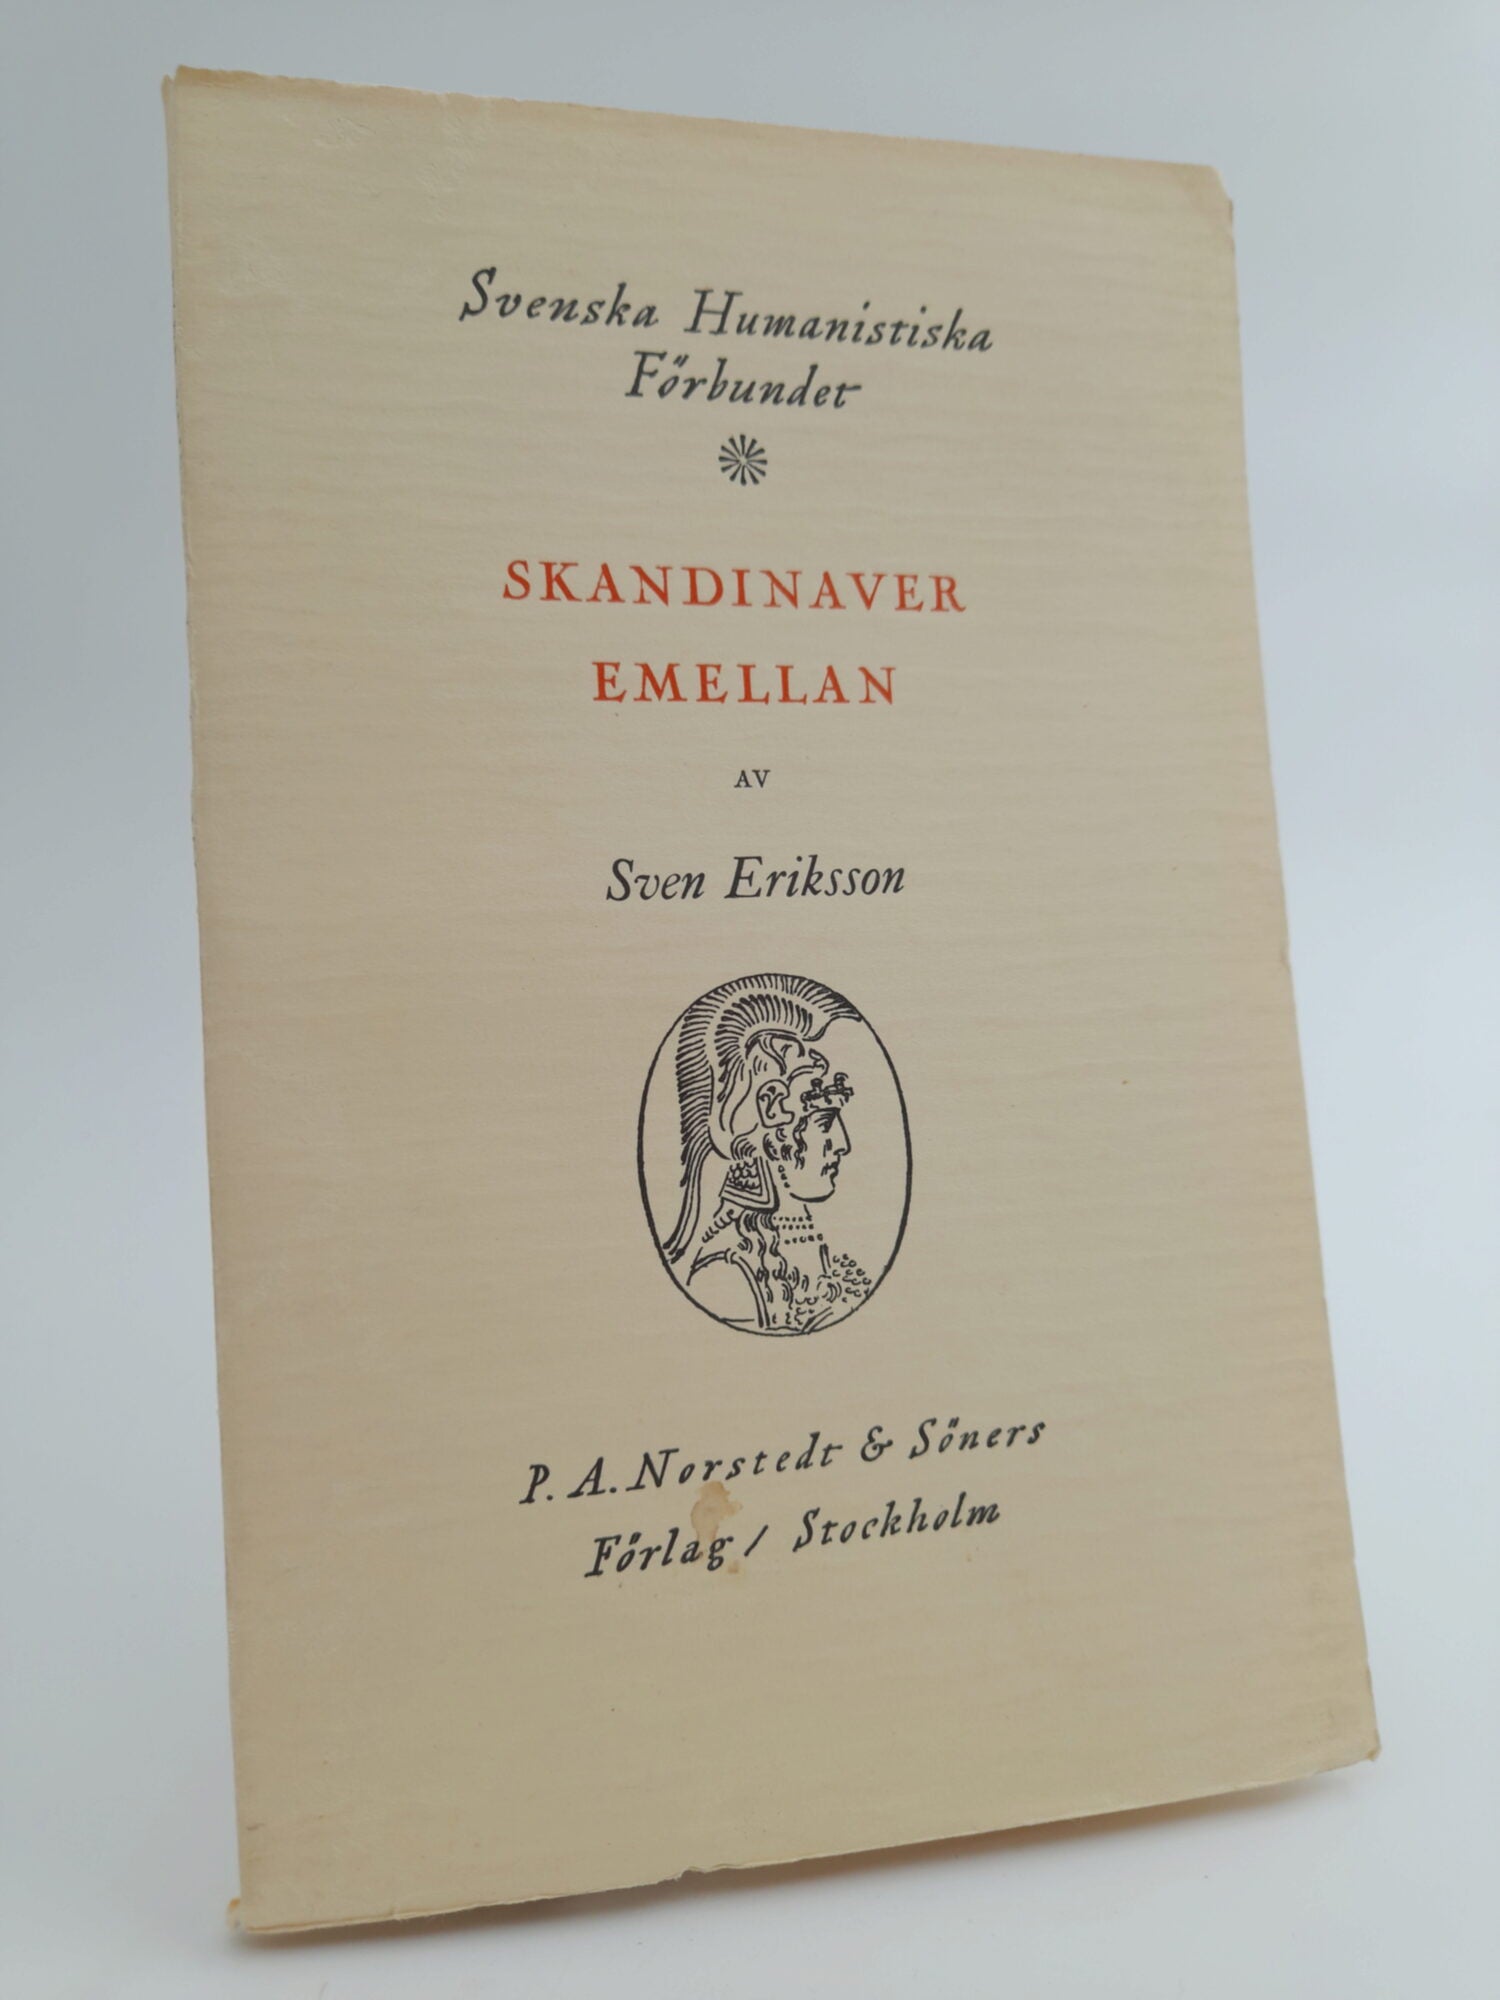 Svenska Humanistiska
Förbundet
SKANDINAVER
EMELLAN
AV
Sven Eriksson
P. A. Norstedt & Söners
Förlag / Stockholm